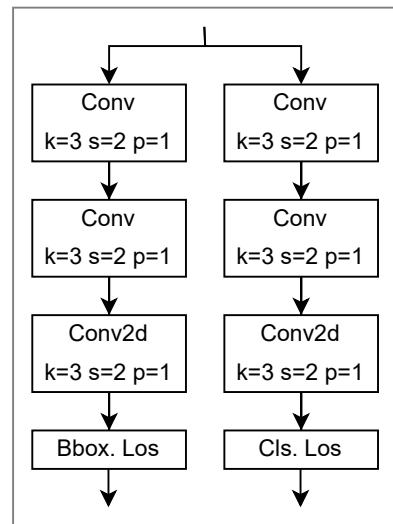 Conv
k=3 s=2 p=1
Conv
k=3 s=2 p=1
Conv2d
k=3 s=2 p=1
Bbox. Los
Conv
k=3 s=2 p=1
Conv
k=3 s=2 p=1
Conv2d
k=3 s=2 p=1
Cls. Los